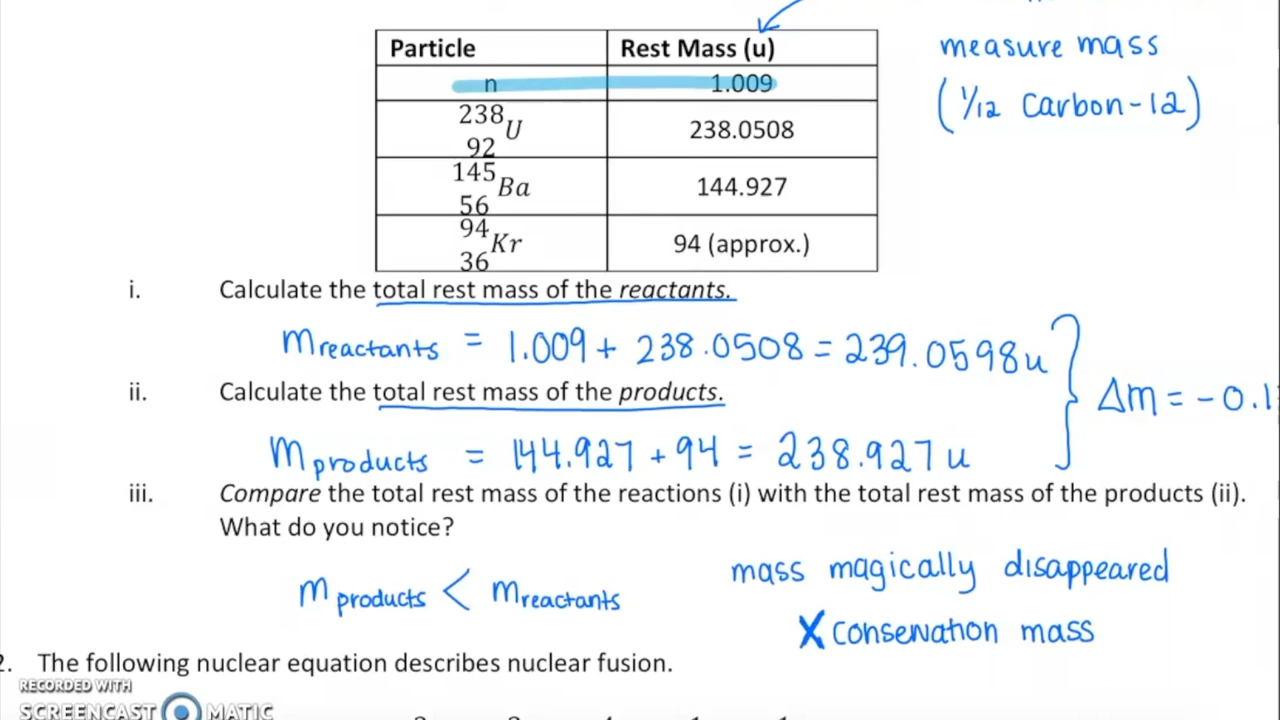 measure mass
(1/12 Carbon-12)
Particle Rest Mass (u)
n 1.009
238
92 U 238.0508
145
56 Ba 144.927
94
36 Kr 94 (approx.)
i. Calculate the total rest mass of the reactants.
m reactants = 1.009 + 238.0508 = 239.0598u
ii. Calculate the total rest mass of the products.
Δm = - 0.1
m products = 144.927 + 94 = 238.927 u
iii. Compare the total rest mass of the reactions (i) with the total rest mass of the products (ii).
What do you notice?
m products < m reactants
mass magically disappeared
X conservation mass
2. The following nuclear equation describes nuclear fusion.
RECORDED WITH
SCREENCAST MATIC